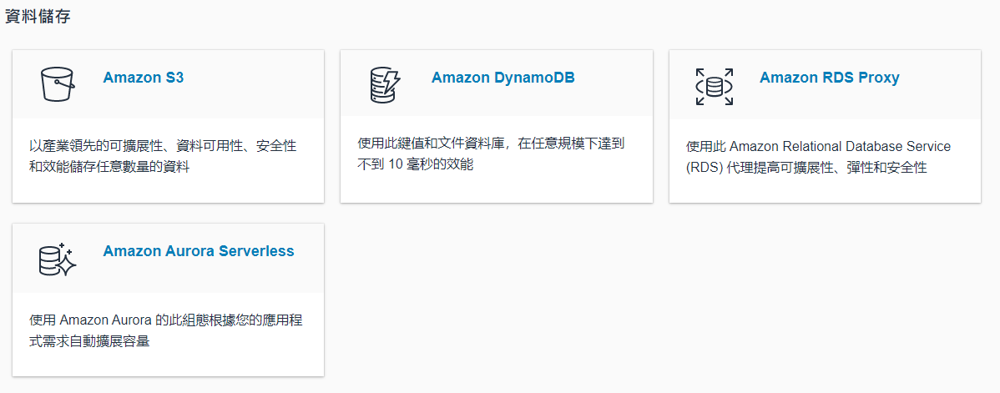 資料儲存
Amazon S3
以產業領先的可擴展性、資料可用性、安全性
和效能儲存任意數量的資料
Amazon DynamoDB
使用此鍵值和文件資料庫，在任意規模下達到
不到 10 毫秒的效能
Amazon RDS Proxy
使用此 Amazon Relational Database Service
(RDS) 代理提高可擴展性、彈性和安全性
Amazon Aurora Serverless
使用 Amazon Aurora 的此組態根據您的應用程
式需求自動擴展容量